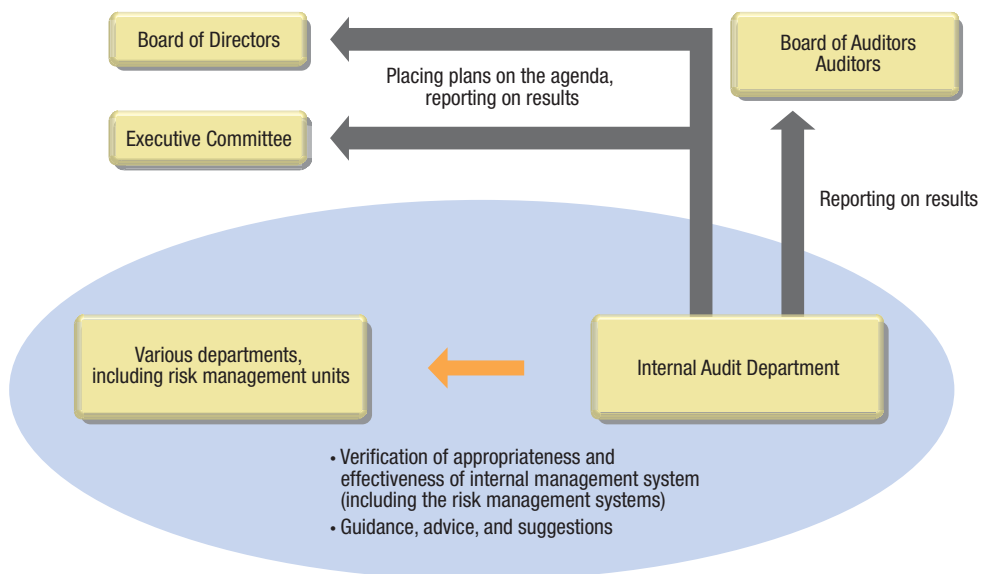 Board of Directors
Board of Auditors
Auditors
Placing plans on the agenda,
reporting on results
Executive Committee
Reporting on results
Various departments,
including risk management units
Internal Audit Department
• Verification of appropriateness and
effectiveness of internal management system
(including the risk management systems)
• Guidance, advice, and suggestions